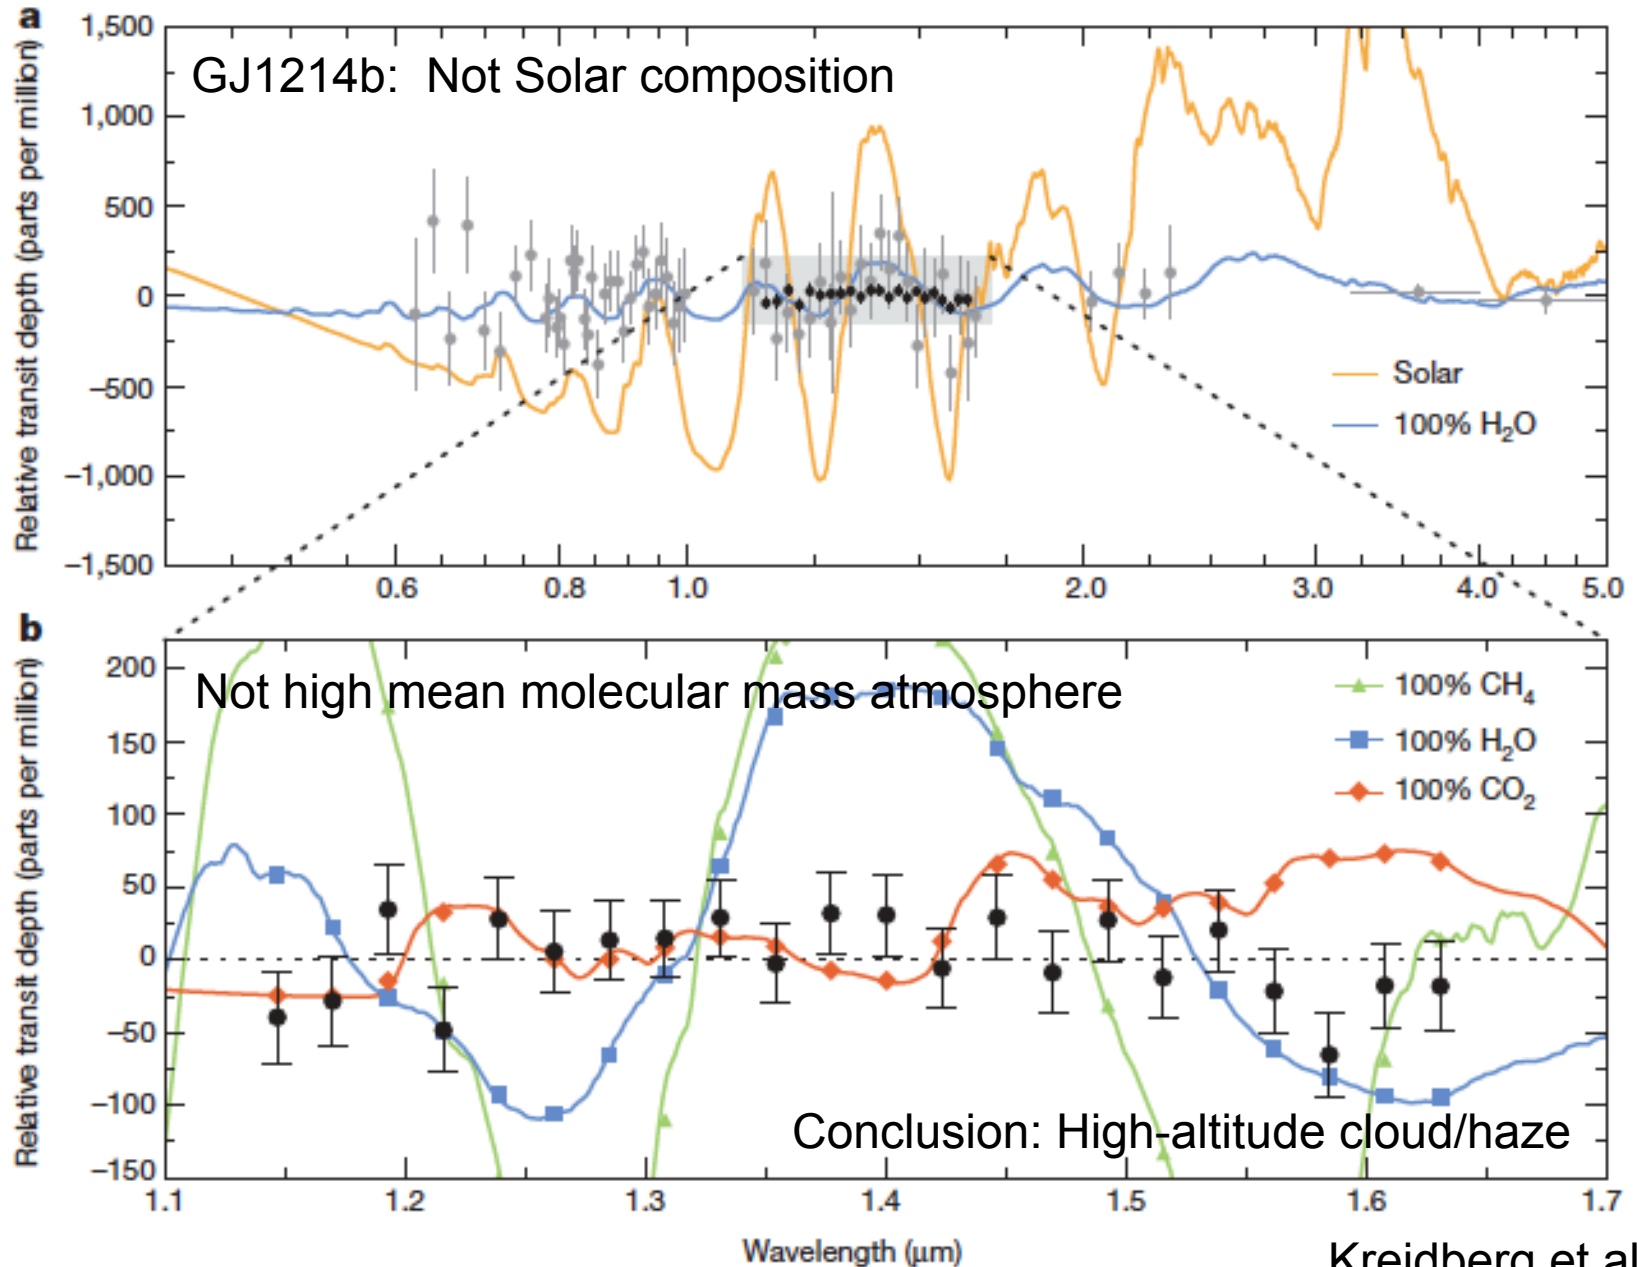 a
1,500
1,000
500
0
−500
−1,000
−1,500
Relative transit depth (parts per million)
GJ1214b: Not Solar composition
Solar
100% H₂O
0.6 0.8 1.0 2.0 3.0 4.0 5.0
b
200
150
100
50
0
−50
−100
−150
Relative transit depth (parts per million)
Not high mean molecular mass atmosphere
100% CH₄
100% H₂O
100% CO₂
Conclusion: High-altitude cloud/haze
1.1 1.2 1.3 1.4 1.5 1.6 1.7
Wavelength (μm)
Kreidberg et al